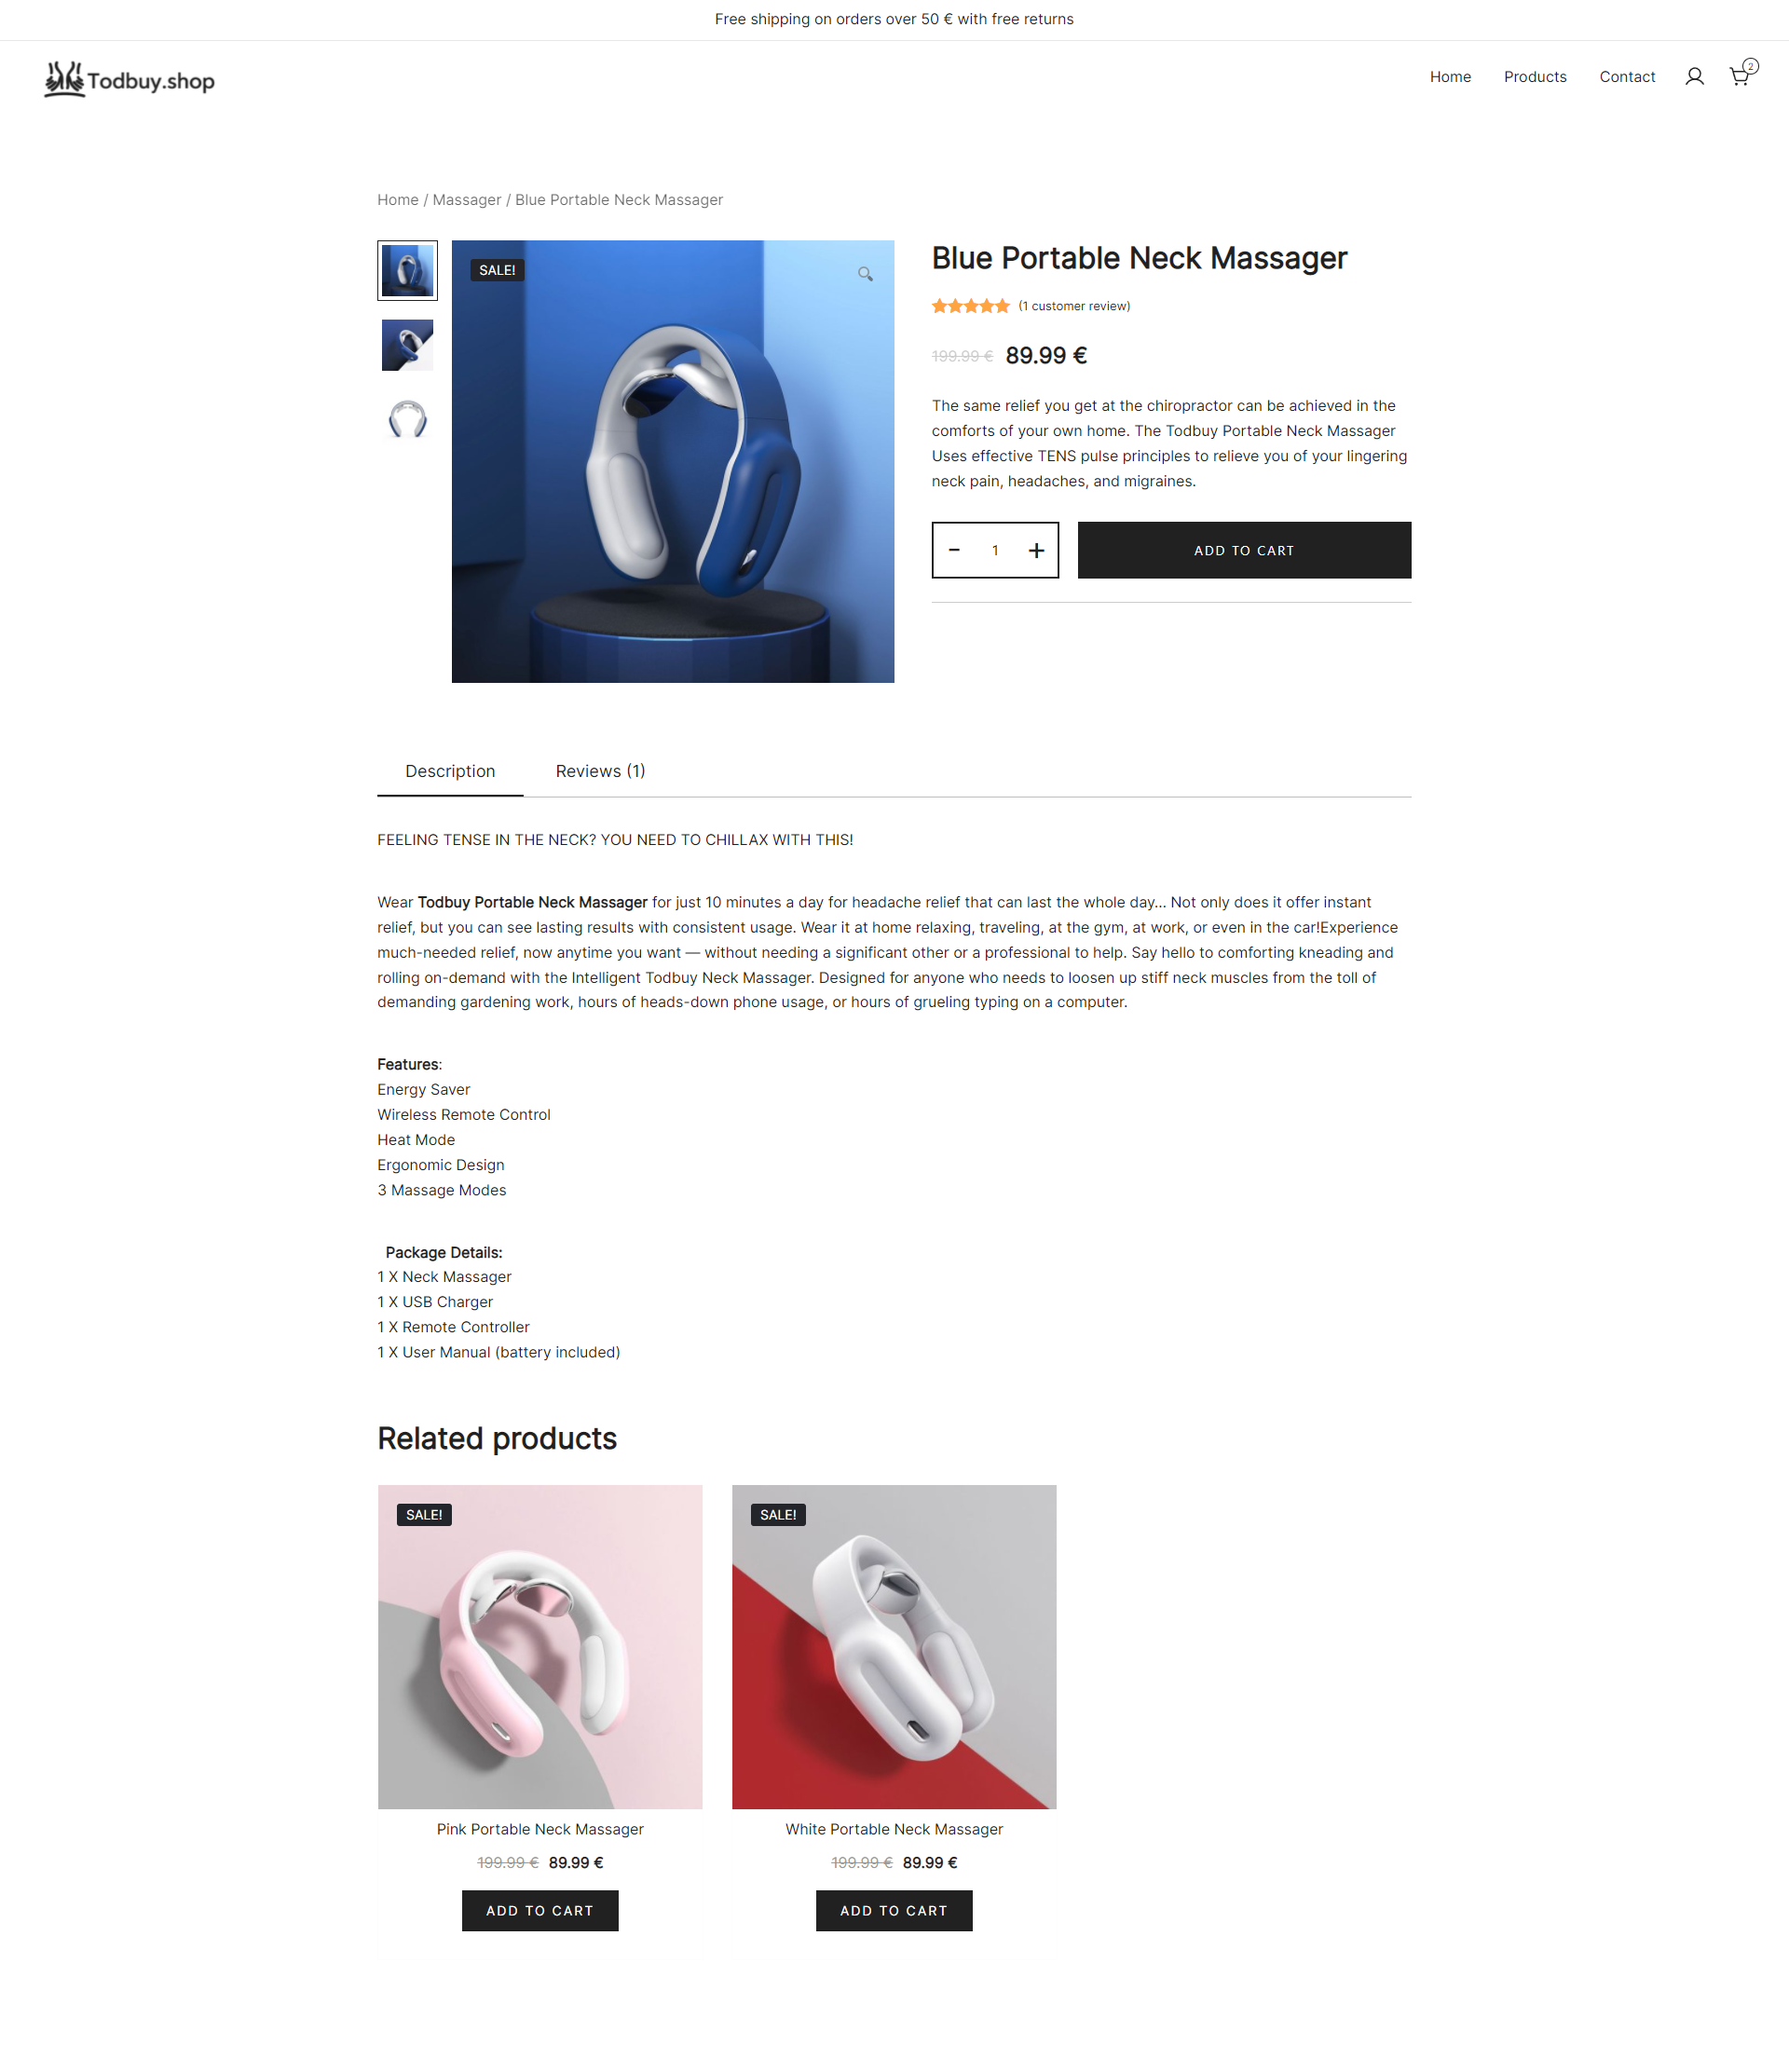 Free shipping on orders over 50 € with free returns
Todbuy.shop
Home Products Contact 2
Home / Massager / Blue Portable Neck Massager
SALE!
Blue Portable Neck Massager
(1 customer review)
199.99 € 89.99 €
The same relief you get at the chiropractor can be achieved in the
comforts of your own home. The Todbuy Portable Neck Massager
Uses effective TENS pulse principles to relieve you of your lingering
neck pain, headaches, and migraines.
- 1 + ADD TO CART
Description Reviews (1)
FEELING TENSE IN THE NECK? YOU NEED TO CHILLAX WITH THIS!
Wear Todbuy Portable Neck Massager for just 10 minutes a day for headache relief that can last the whole day… Not only does it offer instant
relief, but you can see lasting results with consistent usage. Wear it at home relaxing, traveling, at the gym, at work, or even in the car!Experience
much-needed relief, now anytime you want — without needing a significant other or a professional to help. Say hello to comforting kneading and
rolling on-demand with the Intelligent Todbuy Neck Massager. Designed for anyone who needs to loosen up stiff neck muscles from the toll of
demanding gardening work, hours of heads-down phone usage, or hours of grueling typing on a computer.
Features:
Energy Saver
Wireless Remote Control
Heat Mode
Ergonomic Design
3 Massage Modes
Package Details:
1 X Neck Massager
1 X USB Charger
1 X Remote Controller
1 X User Manual (battery included)
Related products
SALE! SALE!
Pink Portable Neck Massager White Portable Neck Massager
199.99 € 89.99 € 199.99 € 89.99 €
ADD TO CART ADD TO CART